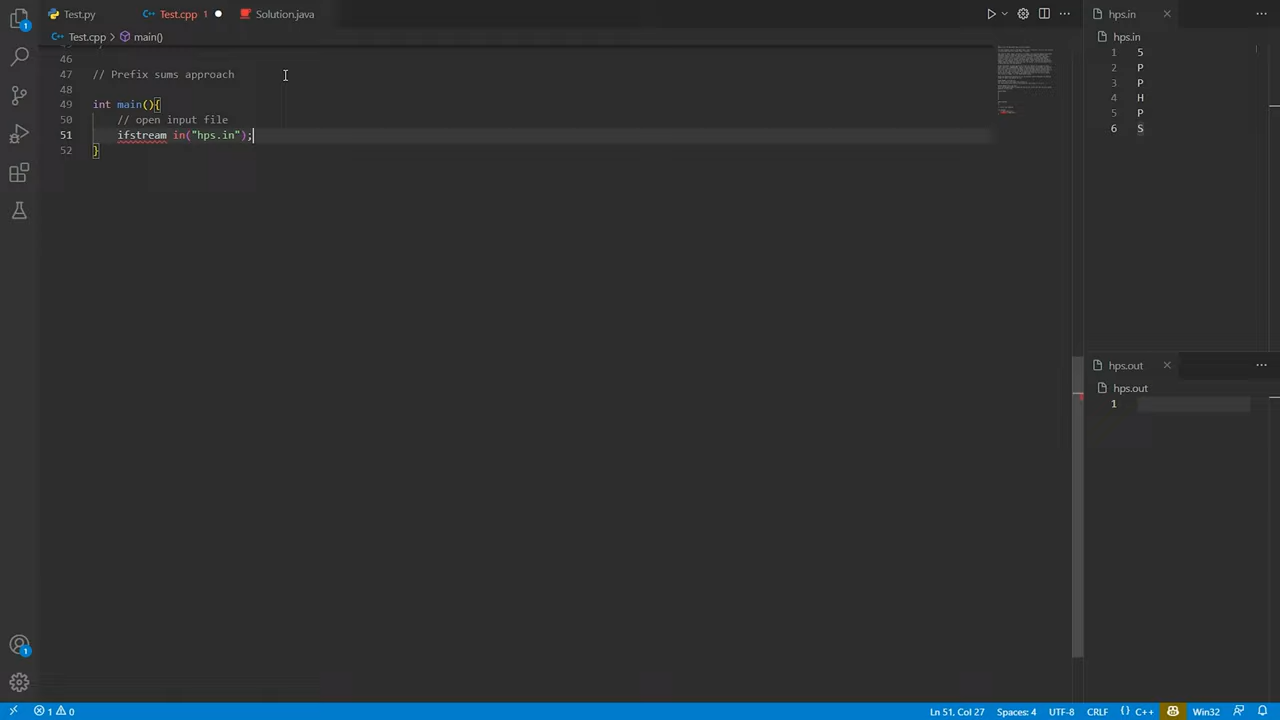 Test.py
Test.cpp 1
Solution.java
Test.cpp > main()
46
47 // Prefix sums approach
48
49 int main(){
50 // open input file
51 ifstream in("hps.in");
52 }
hps.in
hps.in
1 5
2 P
3 P
4 H
5 P
6 S
hps.out
hps.out
1
1
1
1 0
Ln 51, Col 27
Spaces: 4
UTF-8
CRLF
{} C++
Win32